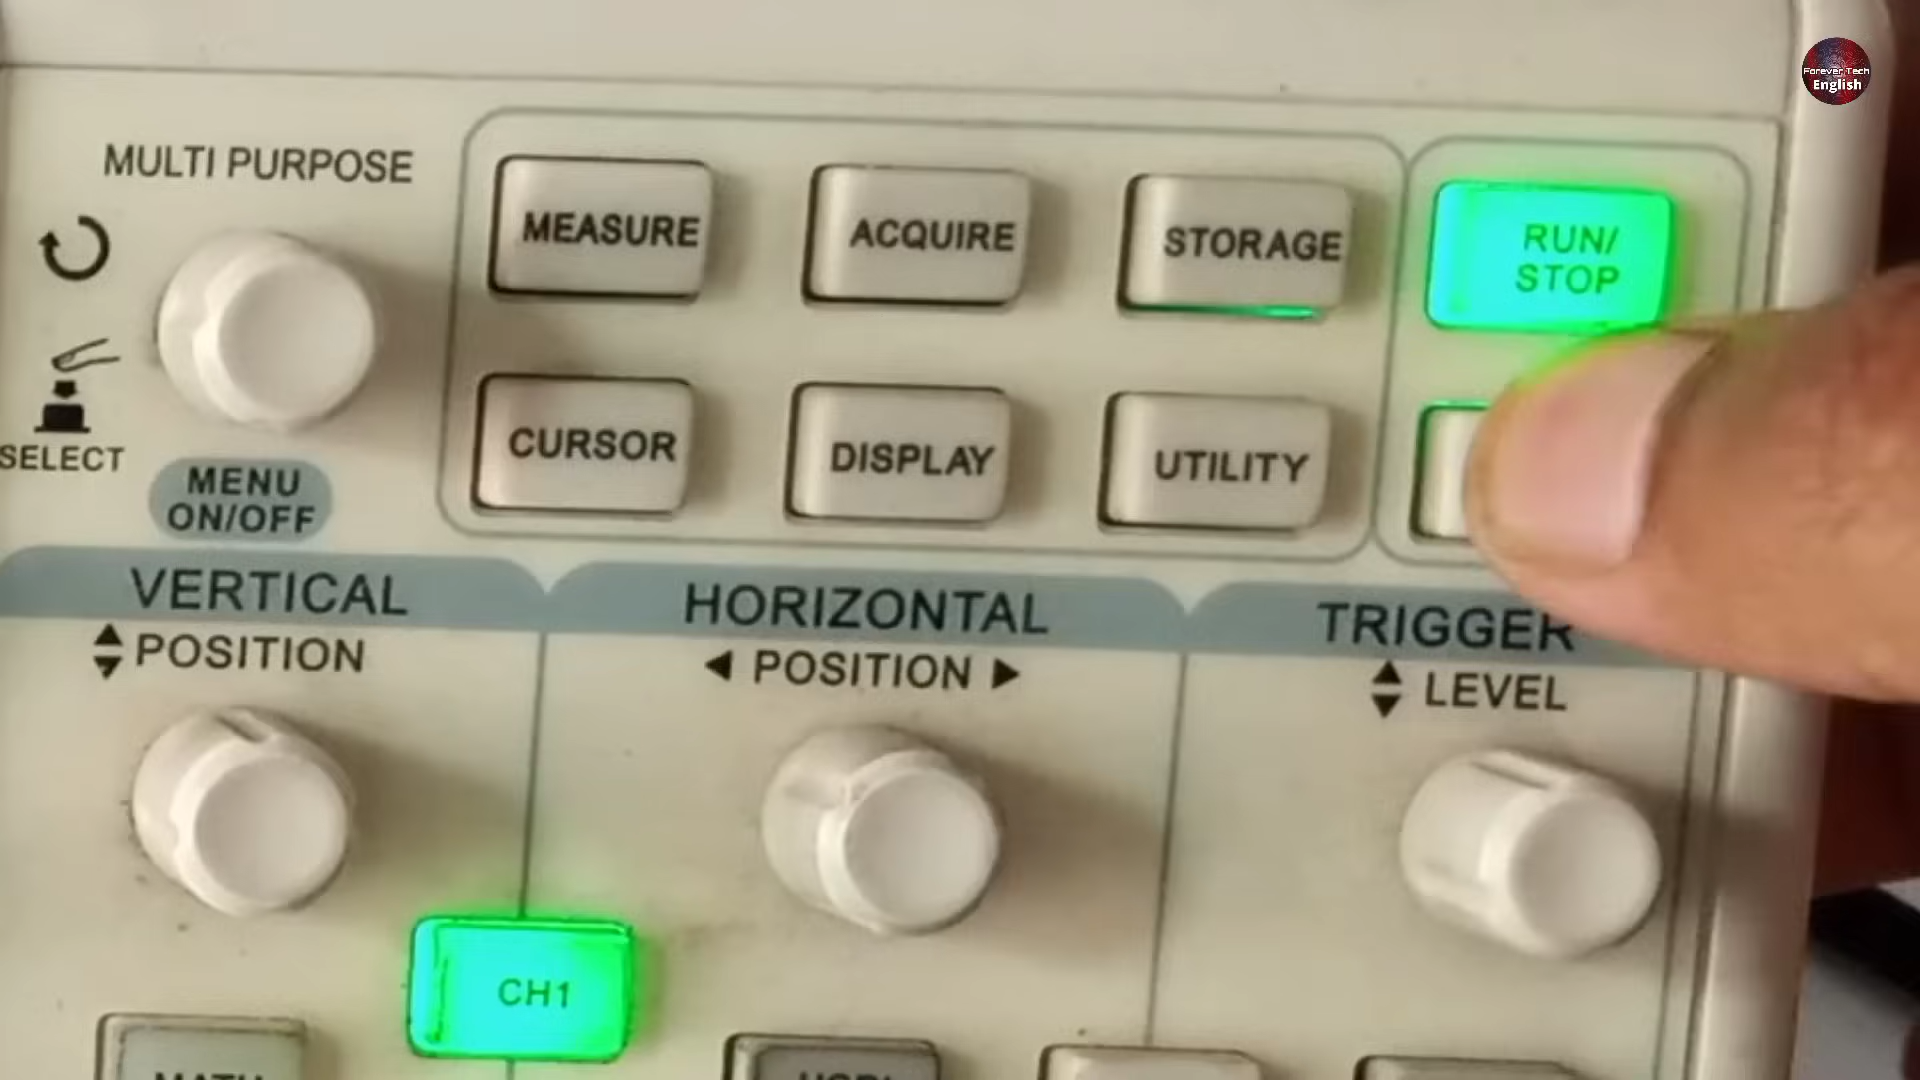 Forever Tech
English
MULTI PURPOSE
MEASURE
ACQUIRE
STORAGE
RUN/
STOP
SELECT
MENU
ON/OFF
CURSOR
DISPLAY
UTILITY
VERTICAL
HORIZONTAL
TRIGGER
POSITION
POSITION
LEVEL
CH1
MATH